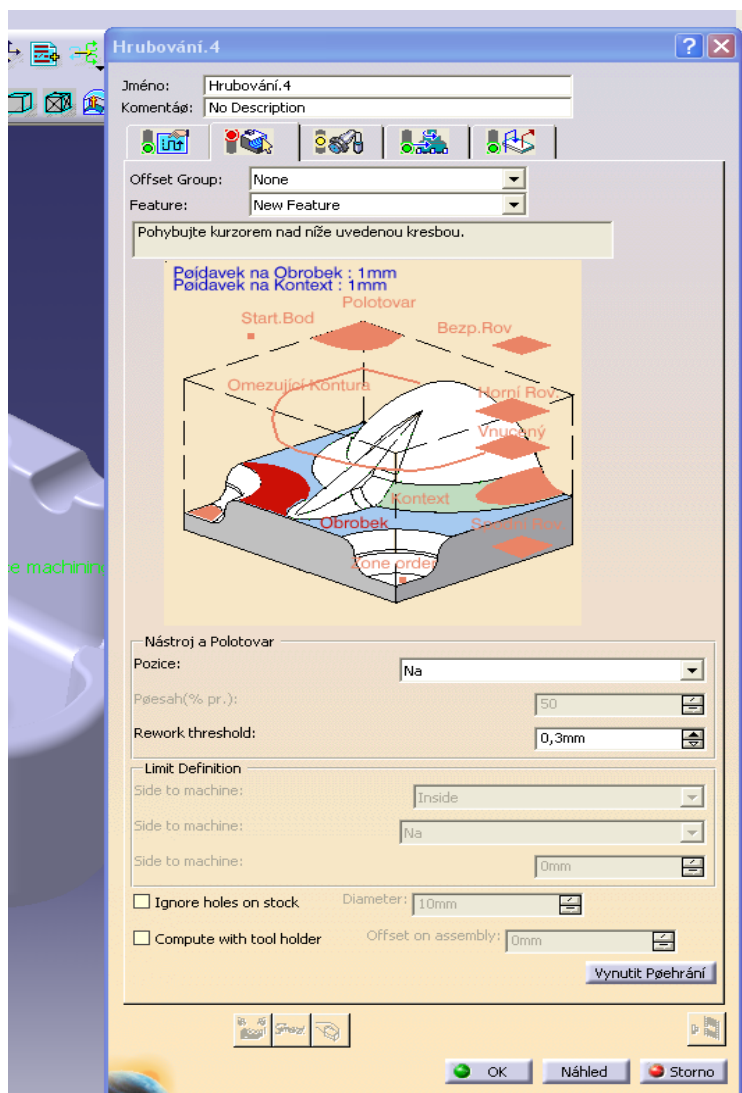 Hrubování.4
Jméno: Hrubování.4
Komentáø: No Description
Offset Group: None
Feature: New Feature
Pohybujte kurzorem nad níže uvedenou kresbou.
Pøídavek na Obrobek : 1mm
Pøídavek na Kontext : 1mm
Polotovar
Start.Bod
Bezp.Rov
Omezující Kontura
Horní Rov.
Vnucený
Kontext
Obrobek
Zone order
e machining
Nástroj a Polotovar
Pozice: Na
Pøesah(% pr.): 50
Rework threshold: 0,3mm
Limit Definition
Side to machine: Inside
Side to machine: Na
Side to machine: 0mm
Ignore holes on stock Diameter: 10mm
Compute with tool holder Offset on assembly: 0mm
Vynutit Pøehrání
OK Náhled Storno